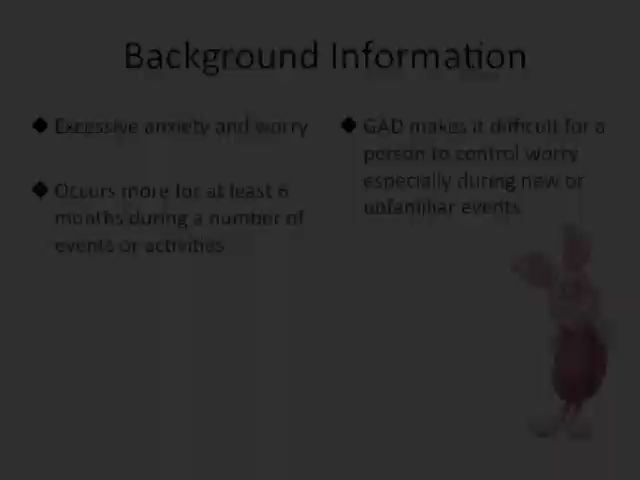 Background Information
◆ Excessive anxiety and worry
◆ Occurs more for at least 6
months during a number of
events or activities
◆ GAD makes it difficult for a
person to control worry
especially during new or
unfamiliar events